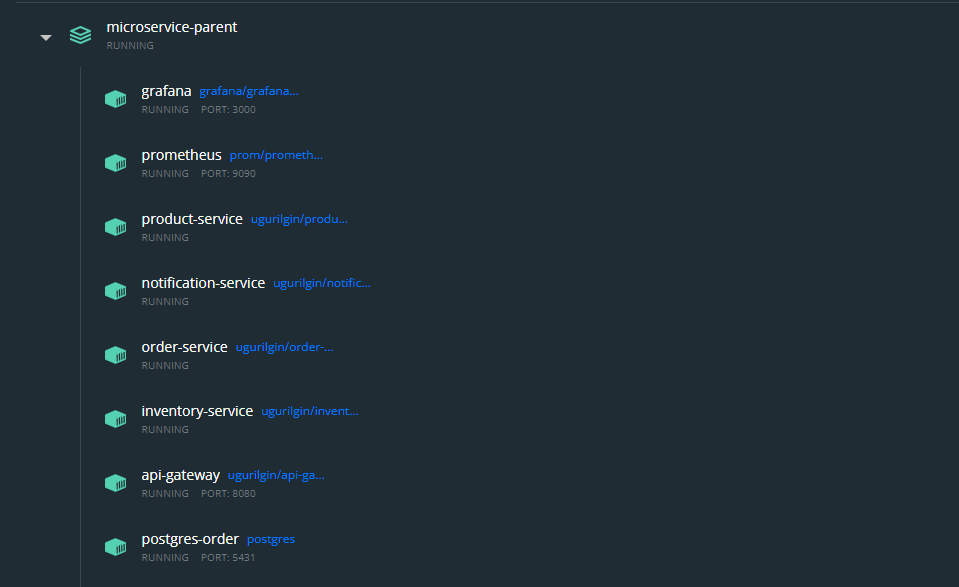 microservice-parent
RUNNING
grafana grafana/grafana...
RUNNING PORT: 3000
prometheus prom/prometh...
RUNNING PORT: 9090
product-service ugurilgin/produ...
RUNNING
notification-service ugurilgin/notific...
RUNNING
order-service ugurilgin/order-...
RUNNING
inventory-service ugurilgin/invent...
RUNNING
api-gateway ugurilgin/api-ga...
RUNNING PORT: 8080
postgres-order postgres
RUNNING PORT: 5431